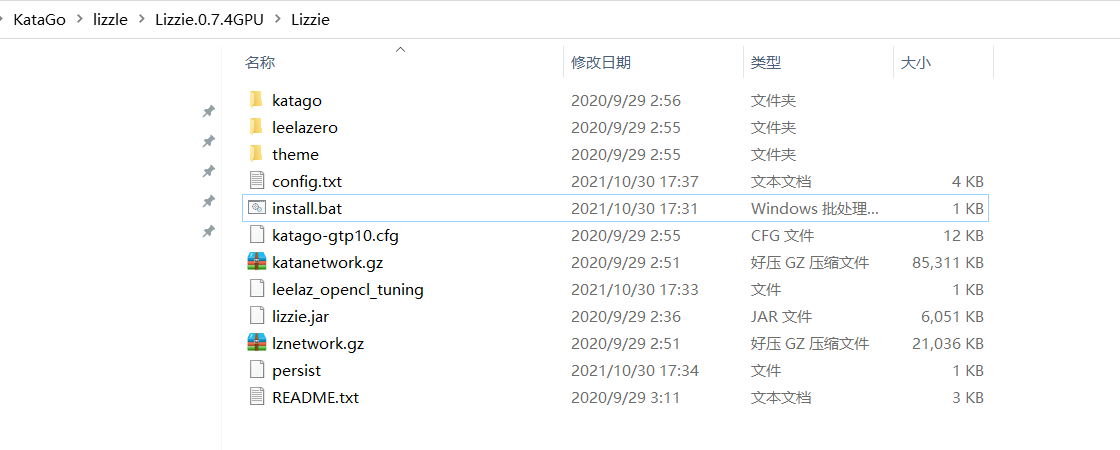 KataGo > lizzle > Lizzie.0.7.4GPU > Lizzie
名称 修改日期 类型 大小
katago 2020/9/29 2:56 文件夹
leelazero 2020/9/29 2:55 文件夹
theme 2020/9/29 2:55 文件夹
config.txt 2021/10/30 17:37 文本文档 4 KB
install.bat 2021/10/30 17:31 Windows 批处理... 1 KB
katago-gtp10.cfg 2020/9/29 2:55 CFG 文件 12 KB
katanetwork.gz 2020/9/29 2:51 好压 GZ 压缩文件 85,311 KB
leelaz_opencl_tuning 2021/10/30 17:33 文件 1 KB
lizzie.jar 2020/9/29 2:36 JAR 文件 6,051 KB
lznetwork.gz 2020/9/29 2:51 好压 GZ 压缩文件 21,036 KB
persist 2021/10/30 17:34 文件 1 KB
README.txt 2020/9/29 3:11 文本文档 3 KB